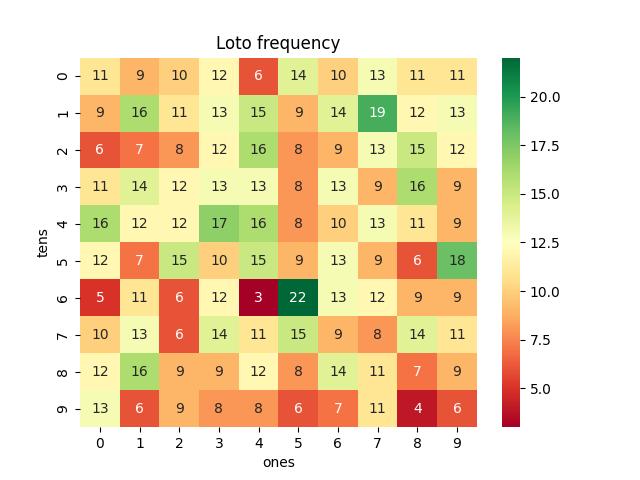 Loto frequency
0 11 9 10 12 6 14 10 13 11 11
1 9 16 11 13 15 9 14 19 12 13
2 6 7 8 12 16 8 9 13 15 12
3 11 14 12 13 13 8 13 9 16 9
4 16 12 12 17 16 8 10 13 11 9
5 12 7 15 10 15 9 13 9 6 18
6 5 11 6 12 3 22 13 12 9 9
7 10 13 6 14 11 15 9 8 14 11
8 12 16 9 9 12 8 14 11 7 9
9 13 6 9 8 8 6 7 11 4 6
0 1 2 3 4 5 6 7 8 9
ones
tens
20.0
17.5
15.0
12.5
10.0
7.5
5.0